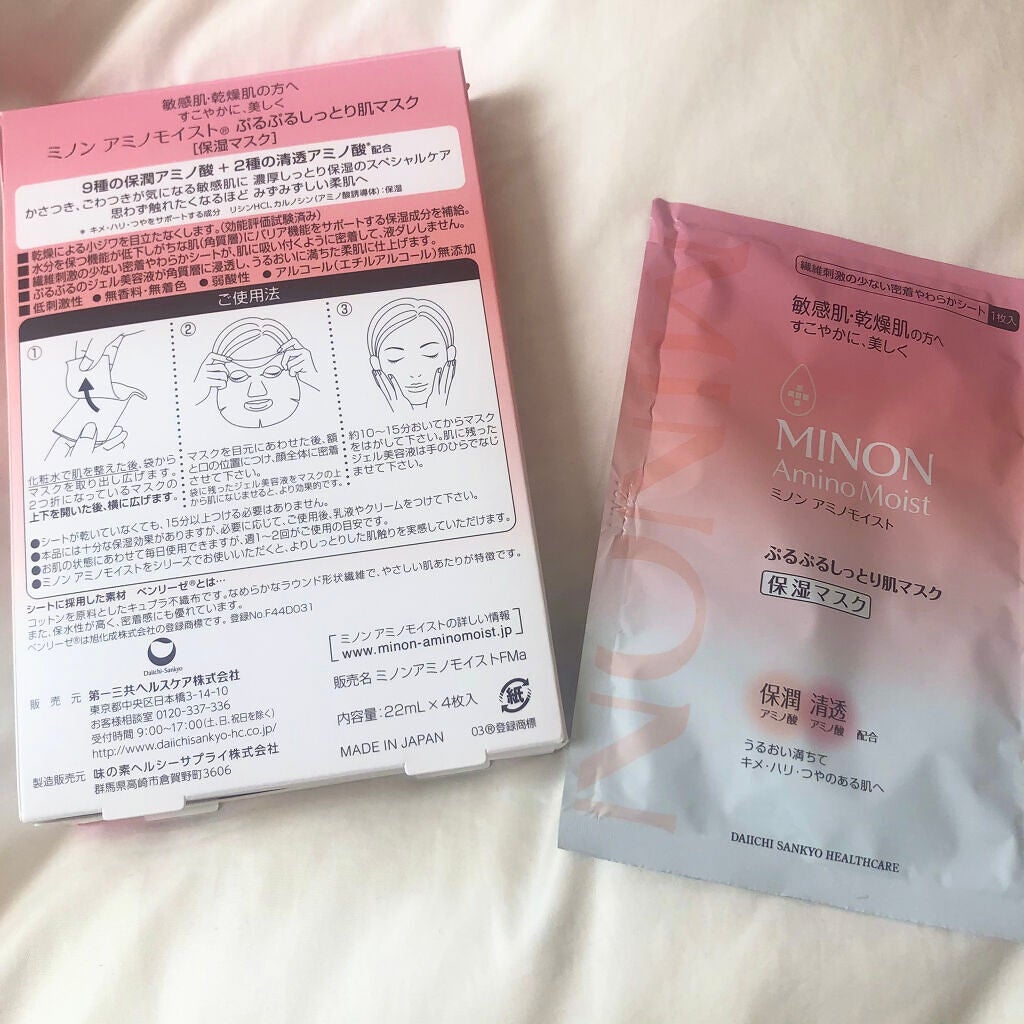 敏感肌・乾燥肌の方へ
すこやかに、美しく
ミノン アミノモイスト® ぷるぷるしっとり肌マスク
[保湿マスク]
9種の保潤アミノ酸 + 2種の清透アミノ酸*配合
かさつき、ごわつきが気になる敏感肌に 濃厚しっとり保湿のスペシャルケア
思わず触れたくなるほど みずみずしい柔肌へ
* キメ・ハリ・つやをサポートする成分 リシンHCl、カルノシン(アミノ酸誘導体):保湿
■ 乾燥による小ジワを目立たなくします。(効能評価試験済み)
■ 水分を保つ機能が低下しがちな肌(角質層)にバリア機能をサポートする保湿成分を補給。
■ 繊維刺激の少ない密着やわらかシートが、肌に吸い付くように密着して、液ダレしません。
■ ぷるぷるのジェル美容液が角質層に浸透し、うるおいに満ちた柔肌に仕上げます。
■ 低刺激性 ● 無香料・無着色 ● 弱酸性 ● アルコール(エチルアルコール)無添加
ご使用法
①
化粧水で肌を整えた後、袋から
マスクを取り出し広げます。
2つ折になっているマスクの
上下を開いた後、横に広げます。
②
マスクを目元にあわせた後、額
と口の位置につけ、顔全体に密着
させて下さい。
袋に残ったジェル美容液をマスクの上
から肌になじませると、より効果的です。
③
約10〜15分おいてからマスク
をはがして下さい。肌に残った
ジェル美容液は手のひらでなじ
ませて下さい。
●シートが乾いていなくても、15分以上つける必要はありません。
●本品には十分な保湿効果がありますが、必要に応じて、ご使用後、乳液やクリームをつけて下さい。
●お肌の状態にあわせて毎日使用できますが、週1〜2回がご使用の目安です。
●ミノン アミノモイストをシリーズでお使いいただくと、よりしっとりした肌触りを実感していただけます。
シートに採用した素材 ベンリーゼ®とは…
コットンを原料としたキュプラ不織布です。なめらかなラウンド形状繊維で、やさしい肌あたりが特徴です。
また、保水性が高く、密着感にも優れています。
ベンリーゼ®は旭化成株式会社の登録商標です。登録No.F44D031
Daiichi-Sankyo
販売元 第一三共ヘルスケア株式会社
東京都中央区日本橋3-14-10
お客様相談室 0120-337-336
受付時間 9:00〜17:00(土、日、祝日を除く)
http://www.daiichisankyo-hc.co.jp/
製造販売元 味の素ヘルシーサプライ株式会社
群馬県高崎市倉賀野町3606
ミノン アミノモイストの詳しい情報
www.minon-aminomoist.jp
販売名 ミノンアミノモイストFMa
内容量:22mL × 4枚入
紙
MADE IN JAPAN
03®登録商標
MINON
繊維刺激の少ない密着やわらかシート 1枚入
敏感肌・乾燥肌の方へ
すこやかに、美しく
MINON
Amino Moist
ミノン アミノモイスト
ぷるぷるしっとり肌マスク
保湿マスク
保潤 清透
アミノ酸 アミノ酸 配合
うるおい満ちて
キメ・ハリ・つやのある肌へ
DAIICHI SANKYO HEALTHCARE